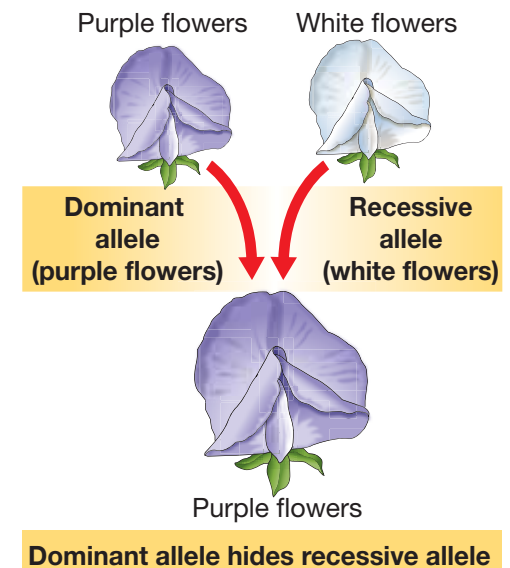 Purple flowers
White flowers
Dominant
allele
(purple flowers)
Recessive
allele
(white flowers)
Purple flowers
Dominant allele hides recessive allele